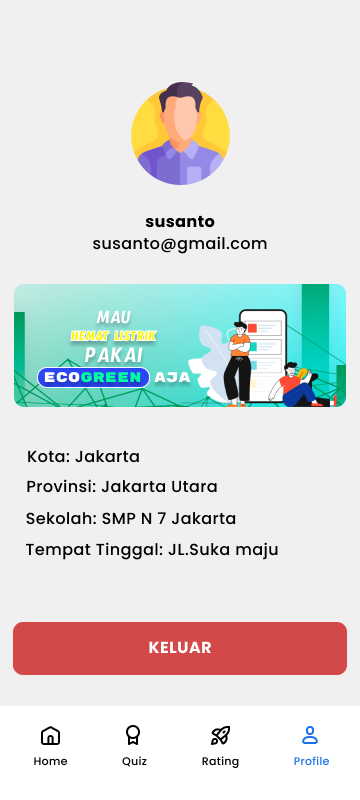 susanto
susanto@gmail.com
MAU
HEMAT LISTRIK
PAKAI
ECOGREEN AJA
Kota: Jakarta
Provinsi: Jakarta Utara
Sekolah: SMP N 7 Jakarta
Tempat Tinggal: JL.Suka maju
KELUAR
Home Quiz Rating Profile